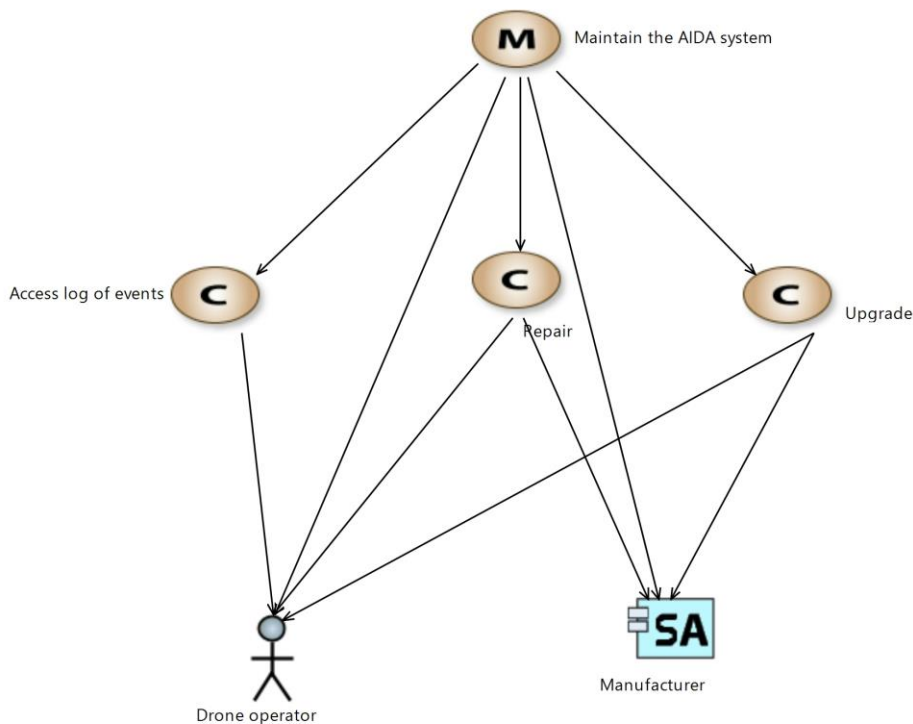 M
Maintain the AIDA system
C
Access log of events
C
Repair
C
Upgrade
SA
Manufacturer
Drone operator